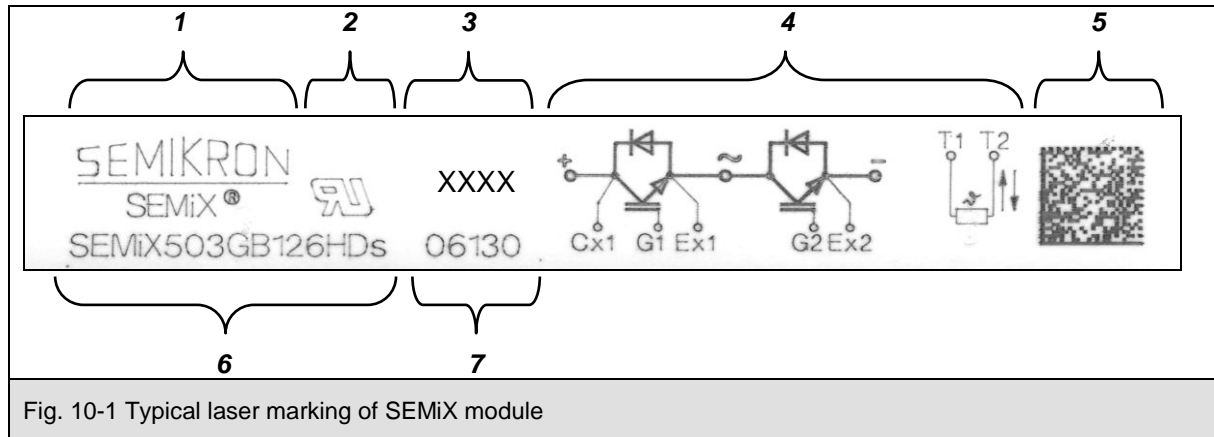 1 2 3 4 5
SEMIKRON
SEMiX®
SEMiX503GB126HDs
XXXX
06130
+ ~ -
Cx1 G1 Ex1 G2 Ex2
T1 T2
ϑ
6 7
Fig. 10-1 Typical laser marking of SEMiX module